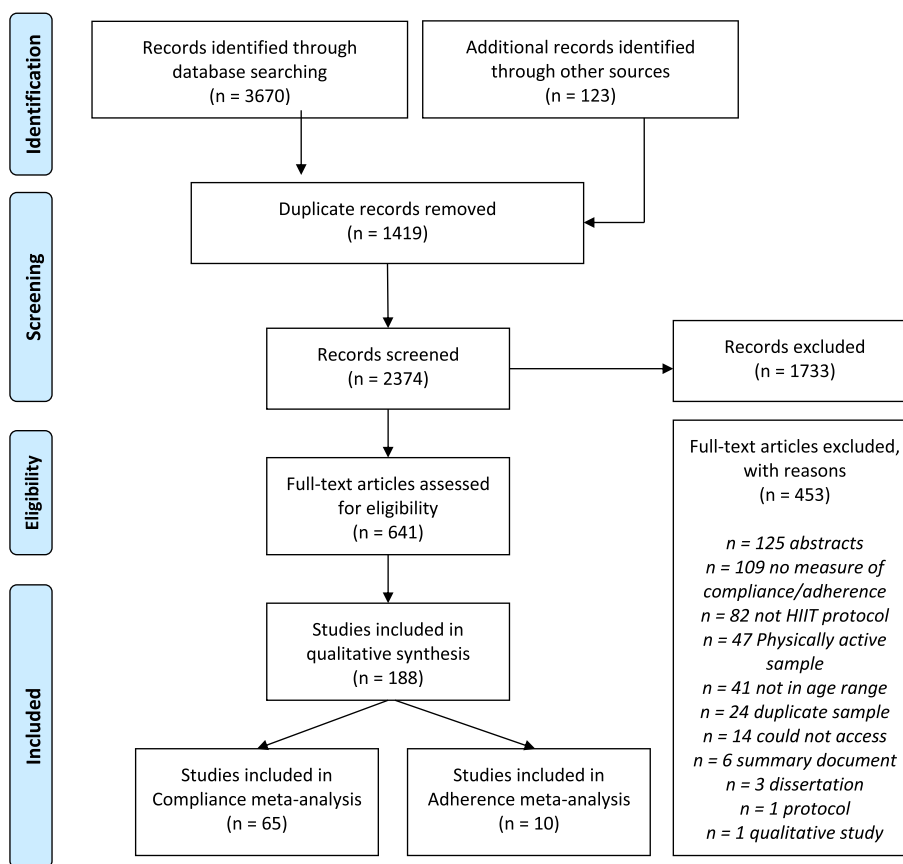 Identification
Records identified through
database searching
(n = 3670)
Additional records identified
through other sources
(n = 123)
Screening
Duplicate records removed
(n = 1419)
Records screened
(n = 2374)
Records excluded
(n = 1733)
Eligibility
Full-text articles assessed
for eligibility
(n = 641)
Full-text articles excluded,
with reasons
(n = 453)
n = 125 abstracts
n = 109 no measure of
compliance/adherence
n = 82 not HIIT protocol
n = 47 Physically active
sample
n = 41 not in age range
n = 24 duplicate sample
n = 14 could not access
n = 6 summary document
n = 3 dissertation
n = 1 protocol
n = 1 qualitative study
Included
Studies included in
qualitative synthesis
(n = 188)
Studies included in
Compliance meta-analysis
n = 65)
Studies included in
Adherence meta-analysis
(n = 10)